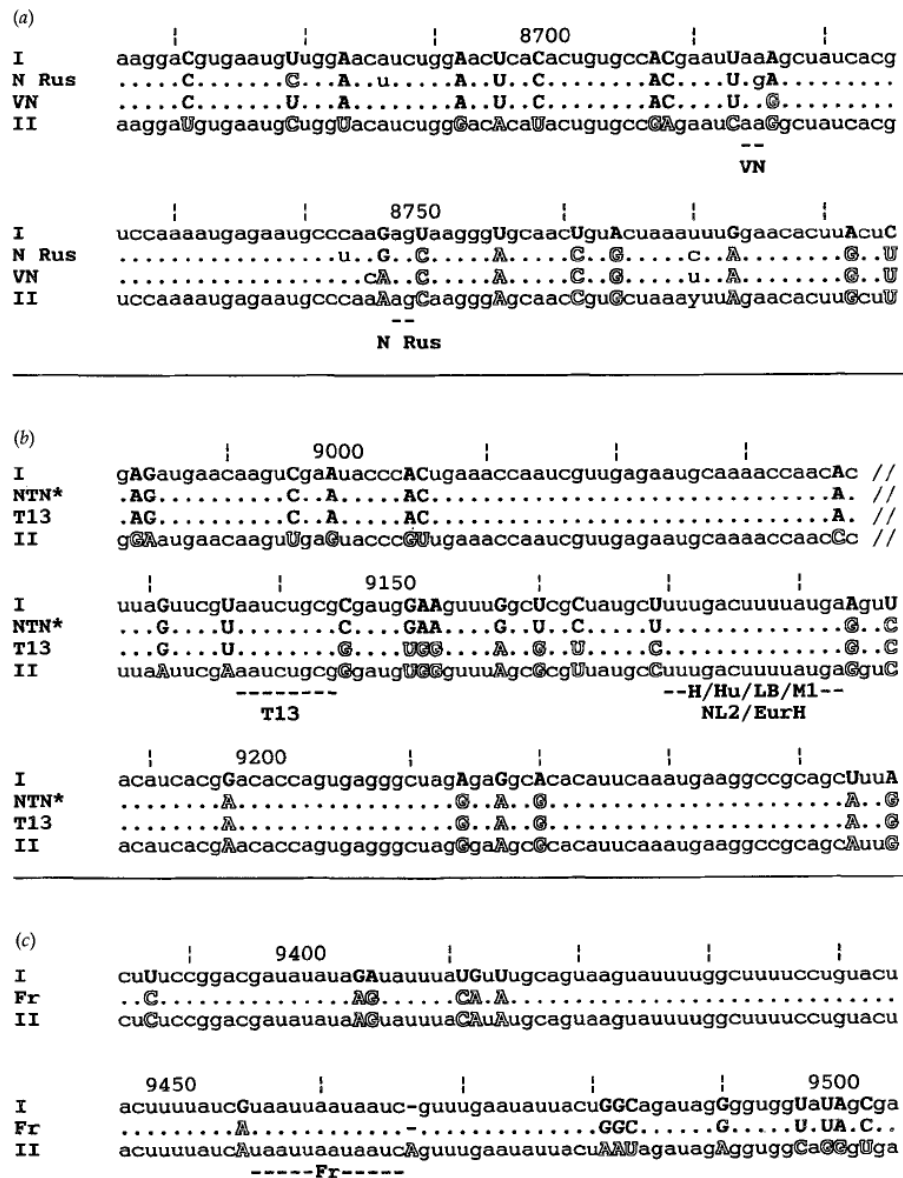 (a)
8700
I aaggaCgugaaugUuggAacaucuggAacUcaCacugugccACgaauUaaAgcuaucacg
N Rus .....C.......C...A..u.....A..U..C........AC....U.gA.........
VN .....C.......U...A........A..U..C........AC....U..G.........
II aaggaUgugaaugCuggUacaucuggGacAcaUacugugccGAgaauCaaGgcuaucacg
--
VN
8750
I uccaaaaugagaaugcccaaGagUaagggUgcaacUguAcuaaauuuGgaacacuuAcuC
N Rus .................u..G..C.....A.....C..G.....c..A........G..U
VN ...................cA..C.....A.....C..G.....u..A........G..U
II uccaaaaugagaaugcccaaAagCaagggAgcaacCguGcuaaayuuAgaacacuuGcuU
--
N Rus
(b)
9000
I gAGaugaacaaguCgaAuacccACugaaaccaaucguugagaaugcaaaaccaacAc //
NTN* .AG..........C..A.....AC...............................A. //
T13 .AG..........C..A.....AC...............................A. //
II gGAaugaacaaguUgaGuacccGUugaaaccaaucguugagaaugcaaaaccaacCc //
9150
I uuaGuucgUaaucugcgCgaugGAAguuuGgcUcgCuaugcUuuugacuuuuaugaAguU
NTN* ...G....U........C....GAA....G..U..C.....U..............G..C
T13 ...G....U........G....UGG....A..G..U.....C..............G..C
II uuaAuucgAaaucugcgGgaugUGGguuuAgcGcgUuaugcCuuugacuuuuaugaGguC
-------- --H/Hu/LB/M1--
T13 NL2/EurH
9200
I acaucacgGacaccagugagggcuagAgaGgcAcacauucaaaugaaggccgcagcUuuA
NTN* ........A.................G..A..G.......................A..G
T13 ........A.................G..A..G.......................A..G
II acaucacgAacaccagugagggcuagGgaAgcGcacauucaaaugaaggccgcagcAuuG
(c)
9400
I cuUuccggacgauauauaGAuauuuaUGuUugcaguaaguauuuuggcuuuuccuguacu
Fr ..C...............AG......CA.A..............................
II cuCuccggacgauauauaAGuauuuaCAuAugcaguaaguauuuuggcuuuuccuguacu
9450 9500
I acuuuuaucGuaauuaauaauc-guuugaauauuacuGGCagauagGgguggUaUAgCga
Fr .........A............-..............GGC......G.....U.UA.C..
II acuuuuaucAuaauuaauaaucAguuugaauauuacuAAUagauagAgguggCaGGgUga
-----Fr-----